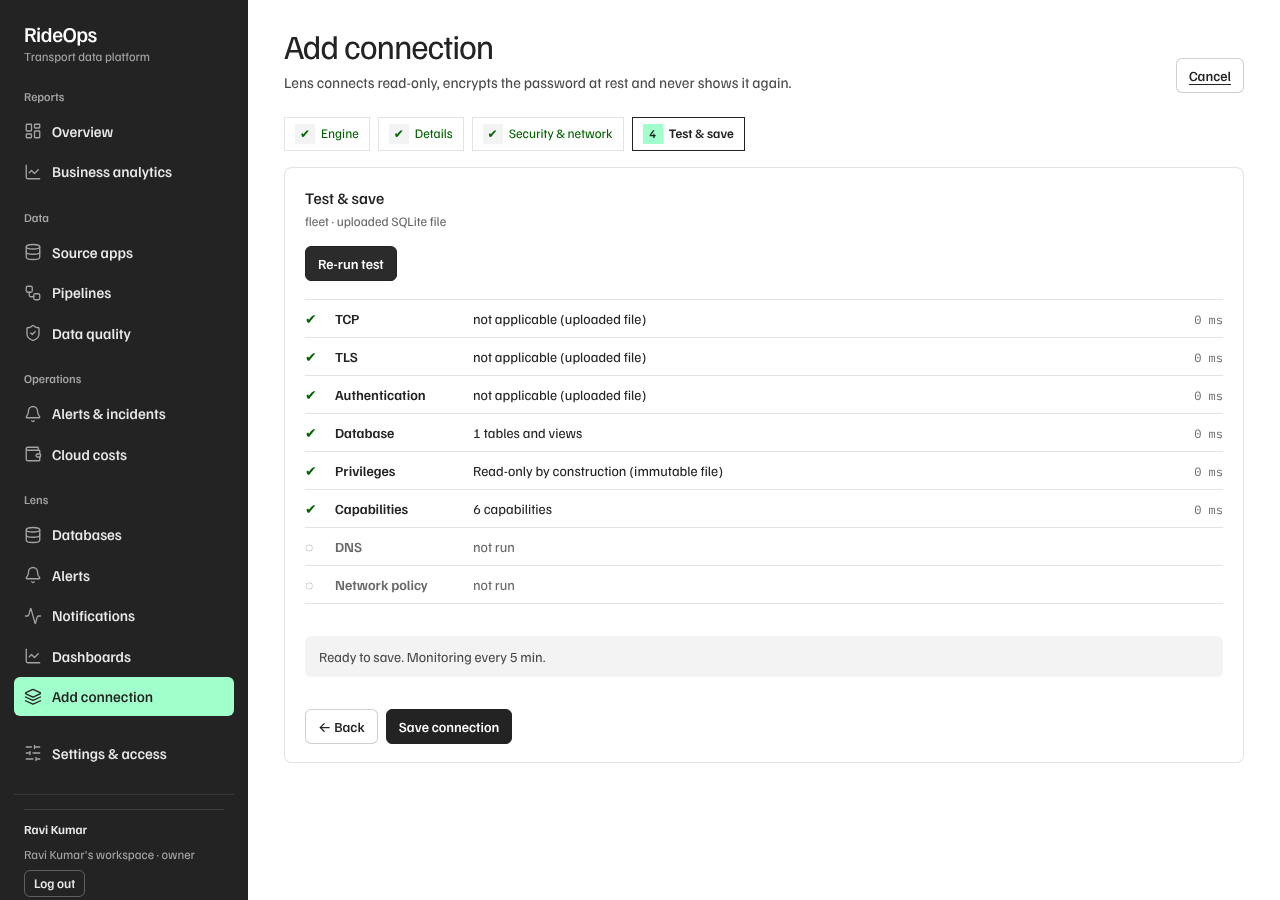 RideOps
Transport data platform
Reports
Overview
Business analytics
Data
Source apps
Pipelines
Data quality
Operations
Alerts & incidents
Cloud costs
Lens
Databases
Alerts
Notifications
Dashboards
Add connection
Settings & access
Ravi Kumar
Ravi Kumar's workspace · owner
Log out
Add connection
Lens connects read-only, encrypts the password at rest and never shows it again.
Cancel
✔ Engine
✔ Details
✔ Security & network
4 Test & save
Test & save
fleet · uploaded SQLite file
Re-run test
✔ TCP not applicable (uploaded file) 0 ms
✔ TLS not applicable (uploaded file) 0 ms
✔ Authentication not applicable (uploaded file) 0 ms
✔ Database 1 tables and views 0 ms
✔ Privileges Read-only by construction (immutable file) 0 ms
✔ Capabilities 6 capabilities 0 ms
○ DNS not run
○ Network policy not run
Ready to save. Monitoring every 5 min.
← Back
Save connection